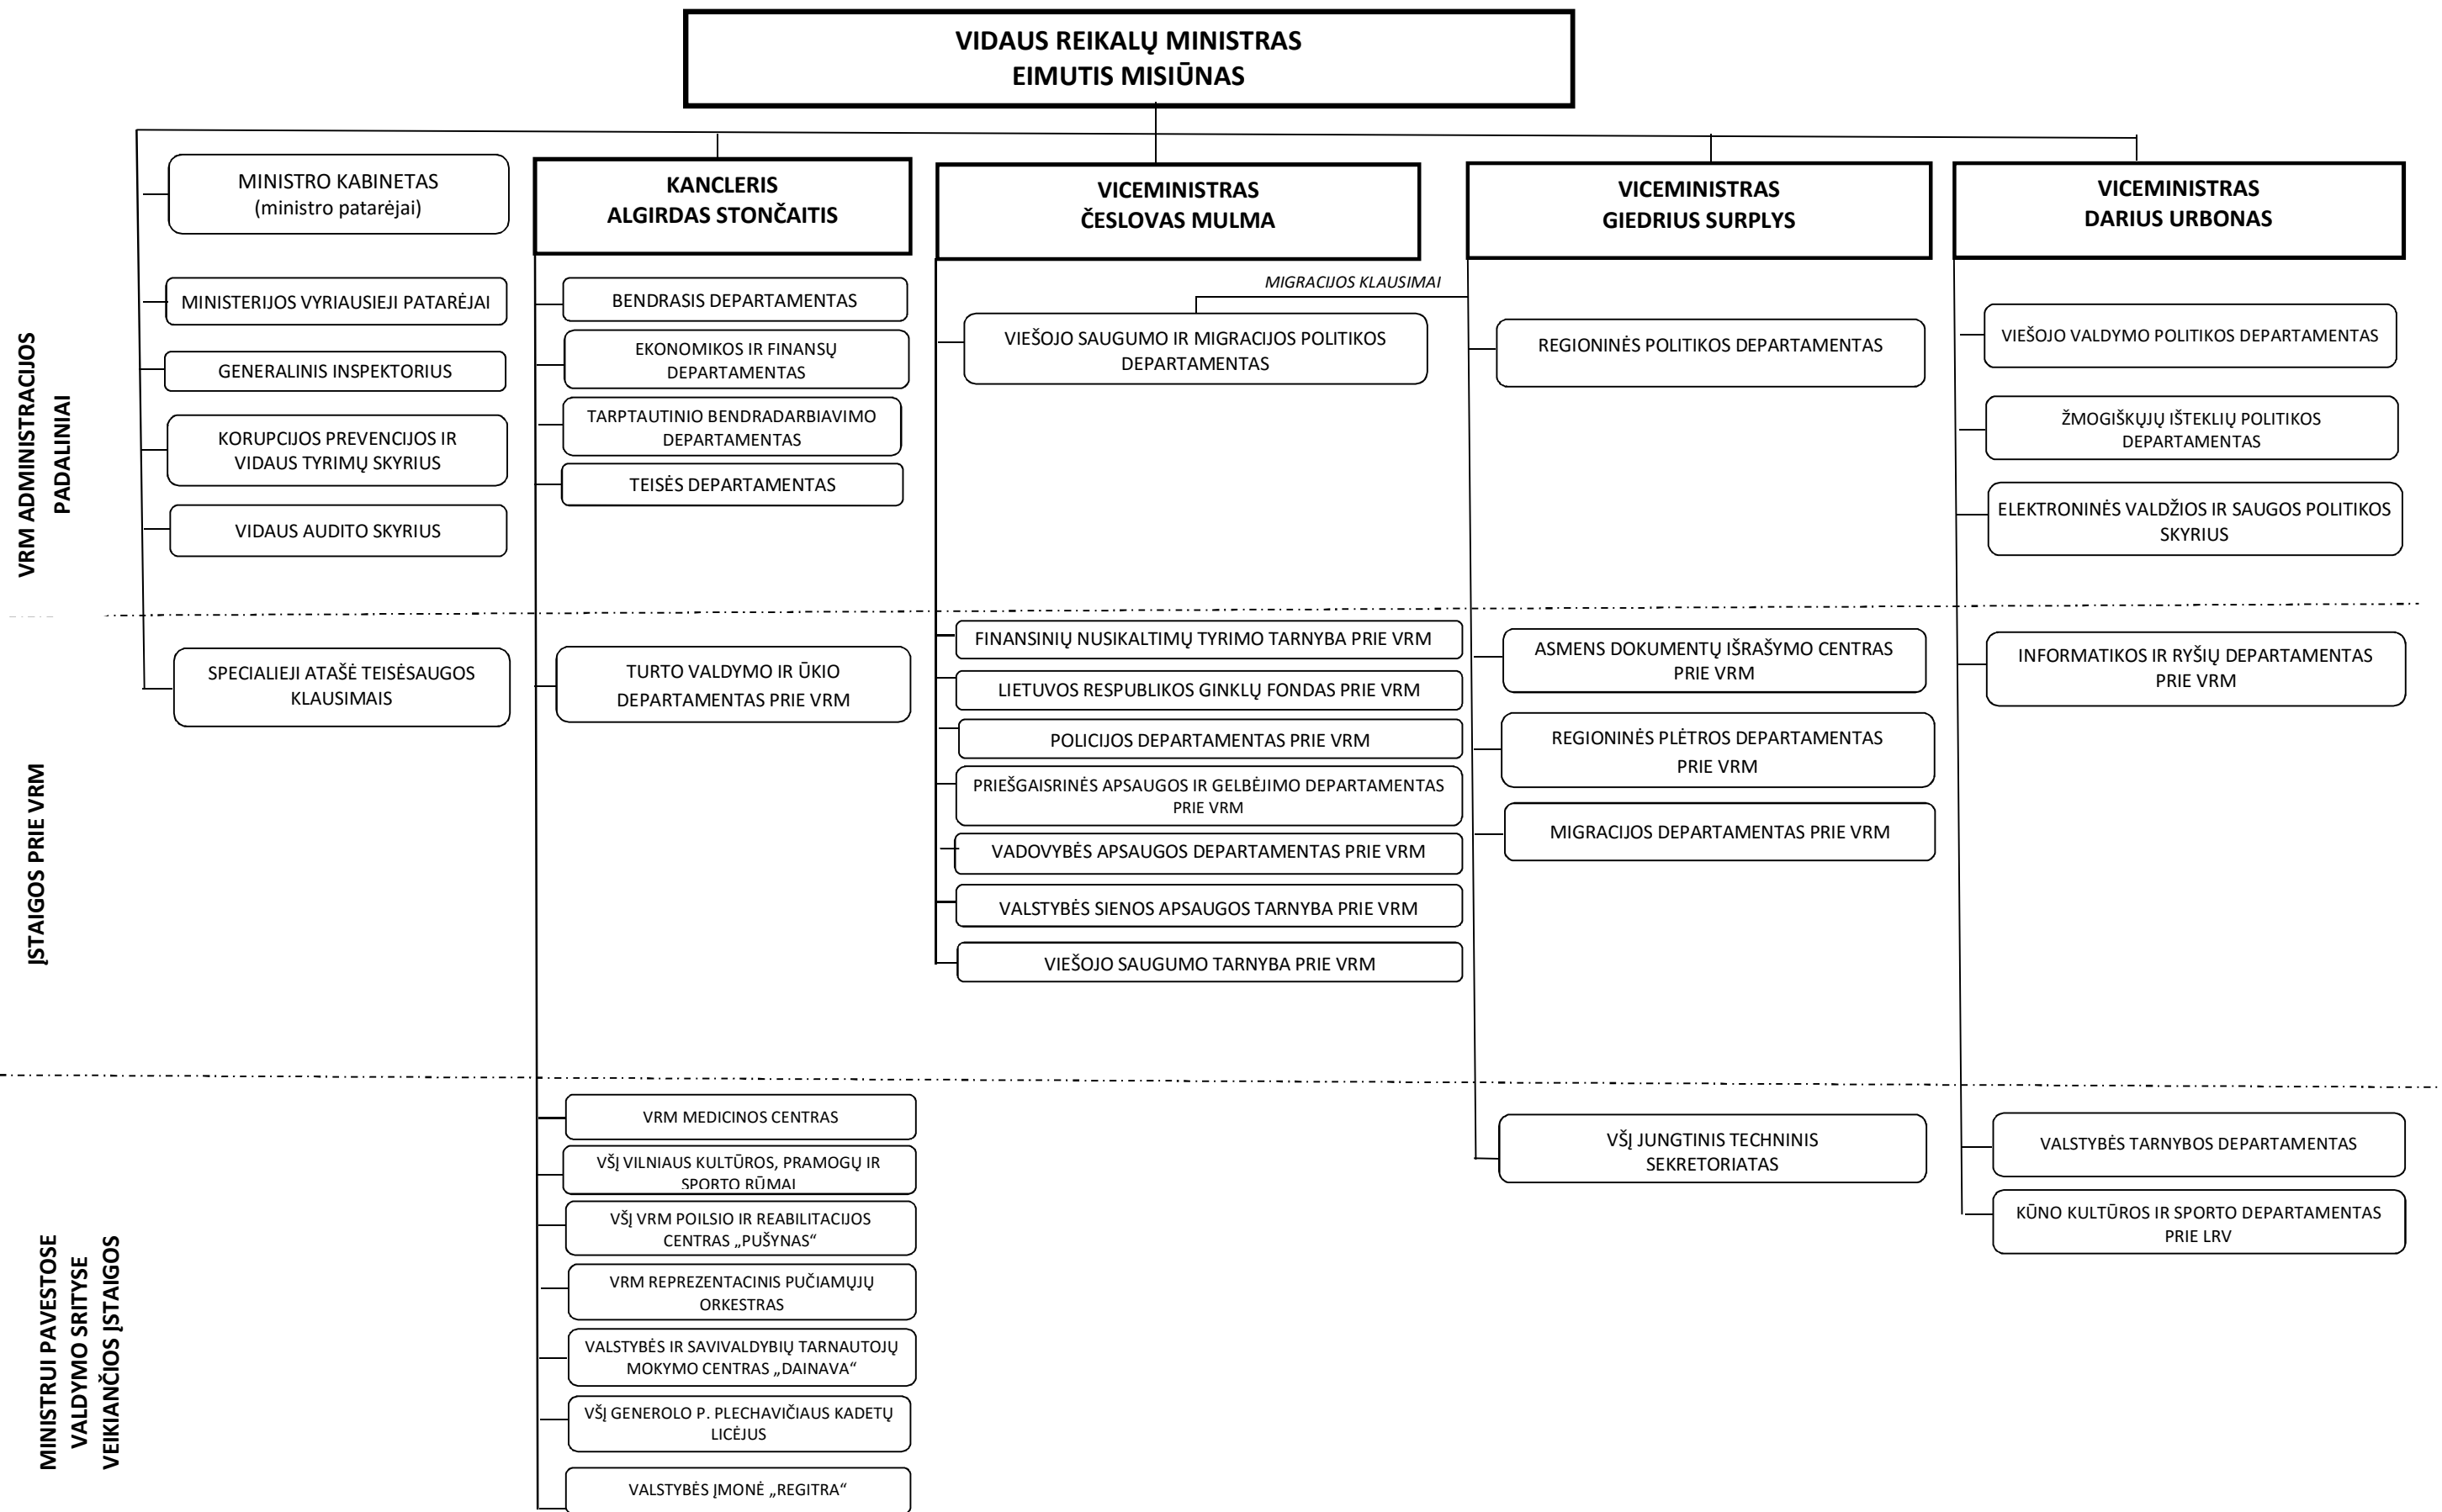 VIDAUS REIKALŲ MINISTRAS
EIMUTIS MISIŪNAS
VRM ADMINISTRACIJOS
PADALINIAI
MINISTRO KABINETAS
(ministro patarėjai)
MINISTERIJOS VYRIAUSIEJI PATARĖJAI
GENERALINIS INSPEKTORIUS
KORUPCIJOS PREVENCIJOS IR
VIDAUS TYRIMŲ SKYRIUS
VIDAUS AUDITO SKYRIUS
KANCLERIS
ALGIRDAS STONČAITIS
BENDRASIS DEPARTAMENTAS
EKONOMIKOS IR FINANSŲ
DEPARTAMENTAS
TARPTAUTINIO BENDRADARBIAVIMO
DEPARTAMENTAS
TEISĖS DEPARTAMENTAS
VICEMINISTRAS
ČESLOVAS MULMA
MIGRACIJOS KLAUSIMAI
VIEŠOJO SAUGUMO IR MIGRACIJOS POLITIKOS
DEPARTAMENTAS
VICEMINISTRAS
GIEDRIUS SURPLYS
REGIONINĖS POLITIKOS DEPARTAMENTAS
VICEMINISTRAS
DARIUS URBONAS
VIEŠOJO VALDYMO POLITIKOS DEPARTAMENTAS
ŽMOGIŠKŲJŲ IŠTEKLIŲ POLITIKOS
DEPARTAMENTAS
ELEKTRONINĖS VALDŽIOS IR SAUGOS POLITIKOS
SKYRIUS
ĮSTAIGOS PRIE VRM
SPECIALIEJI ATAŠĖ TEISĖSAUGOS
KLAUSIMAIS
TURTO VALDYMO IR ŪKIO
DEPARTAMENTAS PRIE VRM
FINANSINIŲ NUSIKALTIMŲ TYRIMO TARNYBA PRIE VRM
LIETUVOS RESPUBLIKOS GINKLŲ FONDAS PRIE VRM
POLICIJOS DEPARTAMENTAS PRIE VRM
PRIEŠGAISRINĖS APSAUGOS IR GELBĖJIMO DEPARTAMENTAS
PRIE VRM
VADOVYBĖS APSAUGOS DEPARTAMENTAS PRIE VRM
VALSTYBĖS SIENOS APSAUGOS TARNYBA PRIE VRM
VIEŠOJO SAUGUMO TARNYBA PRIE VRM
ASMENS DOKUMENTŲ IŠRAŠYMO CENTRAS
PRIE VRM
REGIONINĖS PLĖTROS DEPARTAMENTAS
PRIE VRM
MIGRACIJOS DEPARTAMENTAS PRIE VRM
INFORMATIKOS IR RYŠIŲ DEPARTAMENTAS
PRIE VRM
MINISTRUI PAVESTOSE
VALDYMO SRITYSE
VEIKIANČIOS ĮSTAIGOS
VRM MEDICINOS CENTRAS
VŠĮ VILNIAUS KULTŪROS, PRAMOGŲ IR
SPORTO RŪMAI
VŠĮ VRM POILSIO IR REABILITACIJOS
CENTRAS „PUŠYNAS“
VRM REPREZENTACINIS PUČIAMŲJŲ
ORKESTRAS
VALSTYBĖS IR SAVIVALDYBIŲ TARNAUTOJŲ
MOKYMO CENTRAS „DAINAVA“
VŠĮ GENEROLO P. PLECHAVIČIAUS KADETŲ
LICĖJUS
VALSTYBĖS ĮMONĖ „REGITRA“
VŠĮ JUNGTINIS TECHNINIS
SEKRETORIATAS
VALSTYBĖS TARNYBOS DEPARTAMENTAS
KŪNO KULTŪROS IR SPORTO DEPARTAMENTAS
PRIE LRV